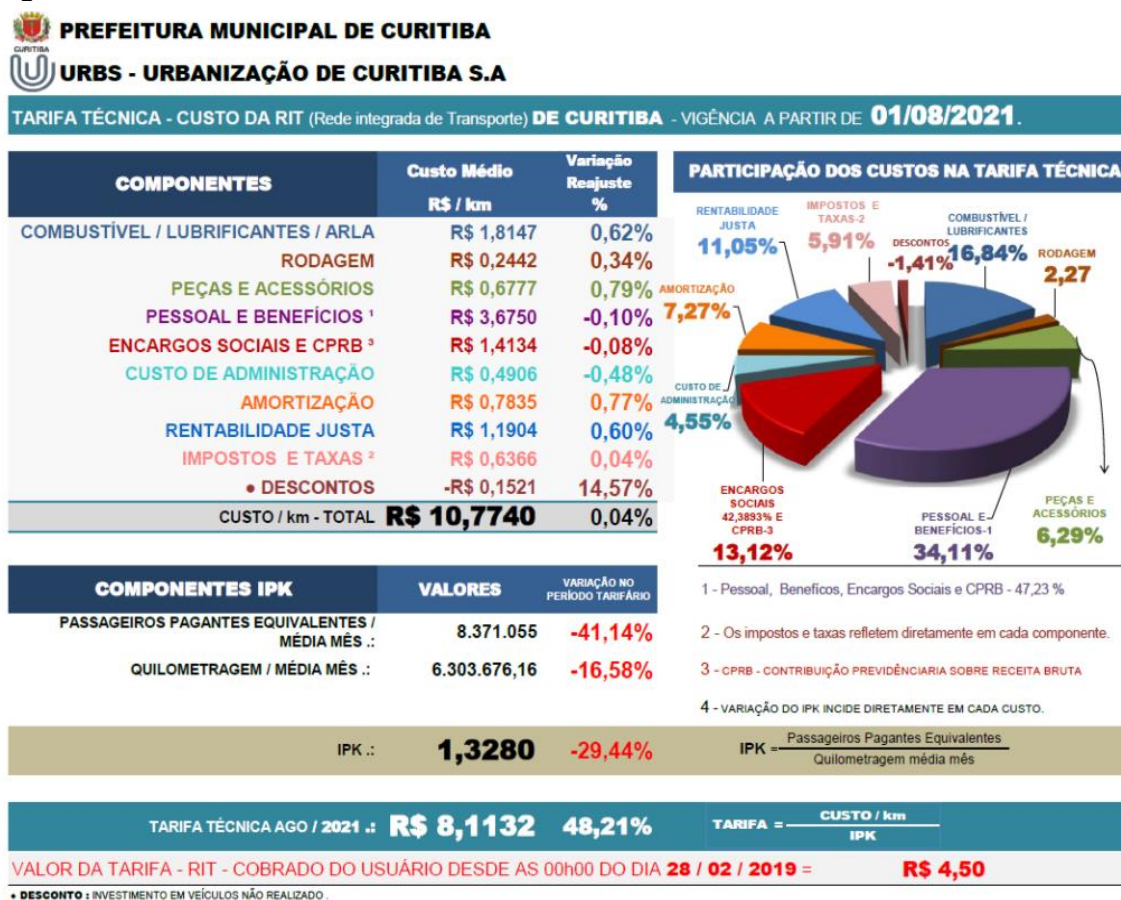 PREFEITURA MUNICIPAL DE CURITIBA
CURITIBA
URBS - URBANIZAÇÃO DE CURITIBA S.A
TARIFA TÉCNICA - CUSTO DA RIT (Rede integrada de Transporte) DE CURITIBA - VIGÊNCIA A PARTIR DE 01/08/2021.
COMPONENTES Custo Médio R$ / km Variação Reajuste %
COMBUSTÍVEL / LUBRIFICANTES / ARLA R$ 1,8147 0,62%
RODAGEM R$ 0,2442 0,34%
PEÇAS E ACESSÓRIOS R$ 0,6777 0,79%
PESSOAL E BENEFÍCIOS ¹ R$ 3,6750 -0,10%
ENCARGOS SOCIAIS E CPRB ³ R$ 1,4134 -0,08%
CUSTO DE ADMINISTRAÇÃO R$ 0,4906 -0,48%
AMORTIZAÇÃO R$ 0,7835 0,77%
RENTABILIDADE JUSTA R$ 1,1904 0,60%
IMPOSTOS E TAXAS ² R$ 0,6366 0,04%
● DESCONTOS -R$ 0,1521 14,57%
CUSTO / km - TOTAL R$ 10,7740 0,04%
PARTICIPAÇÃO DOS CUSTOS NA TARIFA TÉCNICA
RENTABILIDADE
JUSTA
11,05%
IMPOSTOS E
TAXAS-2
5,91%
DESCONTOS
-1,41%
COMBUSTÍVEL /
LUBRIFICANTES
16,84%
RODAGEM
2,27
AMORTIZAÇÃO
7,27%
CUSTO DE
ADMINISTRAÇÃO
4,55%
ENCARGOS
SOCIAIS
42,3893% E
CPRB-3
13,12%
PESSOAL E
BENEFÍCIOS-1
34,11%
PEÇAS E
ACESSÓRIOS
6,29%
COMPONENTES IPK VALORES VARIAÇÃO NO PERÍODO TARIFÁRIO
PASSAGEIROS PAGANTES EQUIVALENTES /
MÉDIA MÊS .: 8.371.055 -41,14%
QUILOMETRAGEM / MÉDIA MÊS .: 6.303.676,16 -16,58%
1 - Pessoal, Beneficos, Encargos Sociais e CPRB - 47,23 %
2 - Os impostos e taxas refletem diretamente em cada componente.
3 - CPRB - CONTRIBUIÇÃO PREVIDÊNCIARIA SOBRE RECEITA BRUTA
4 - VARIAÇÃO DO IPK INCIDE DIRETAMENTE EM CADA CUSTO.
IPK .: 1,3280 -29,44%
IPK = Passageiros Pagantes Equivalentes
Quilometragem média mês
TARIFA TÉCNICA AGO / 2021 .: R$ 8,1132 48,21%
TARIFA = CUSTO / km
IPK
VALOR DA TARIFA - RIT - COBRADO DO USUÁRIO DESDE AS 00h00 DO DIA 28 / 02 / 2019 = R$ 4,50
● DESCONTO : INVESTIMENTO EM VEÍCULOS NÃO REALIZADO .